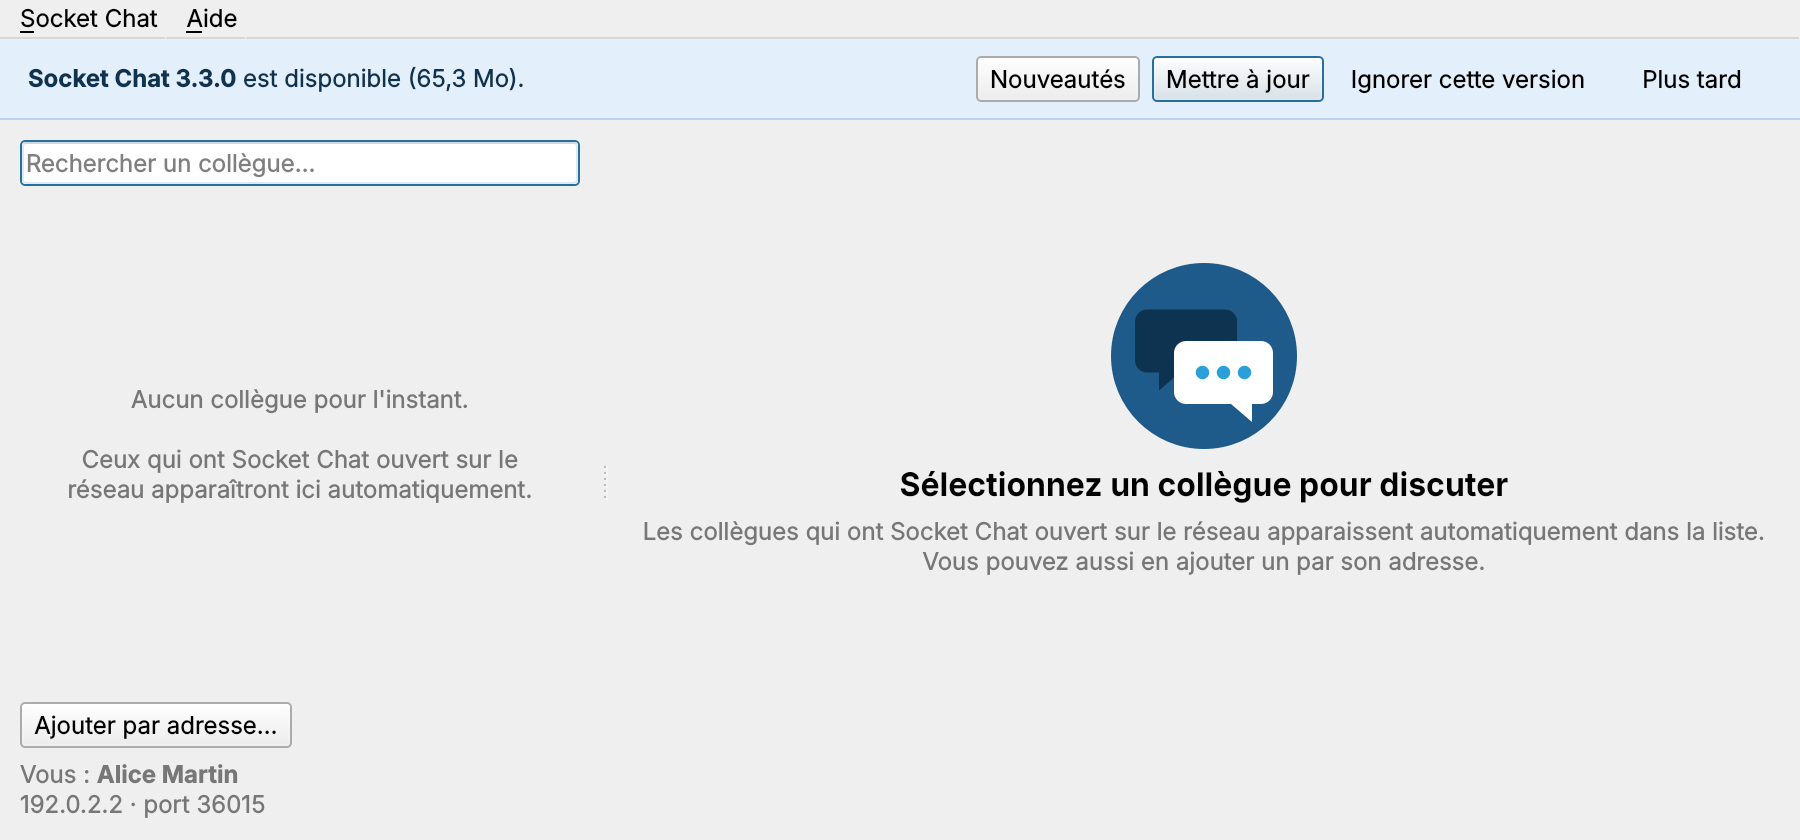 Socket Chat Aide
Socket Chat 3.3.0 est disponible (65,3 Mo). Nouveautés Mettre à jour Ignorer cette version Plus tard
Rechercher un collègue...
Aucun collègue pour l'instant.
Ceux qui ont Socket Chat ouvert sur le
réseau apparaîtront ici automatiquement.
Sélectionnez un collègue pour discuter
Les collègues qui ont Socket Chat ouvert sur le réseau apparaissent automatiquement dans la liste.
Vous pouvez aussi en ajouter un par son adresse.
Ajouter par adresse...
Vous : Alice Martin
192.0.2.2 · port 36015